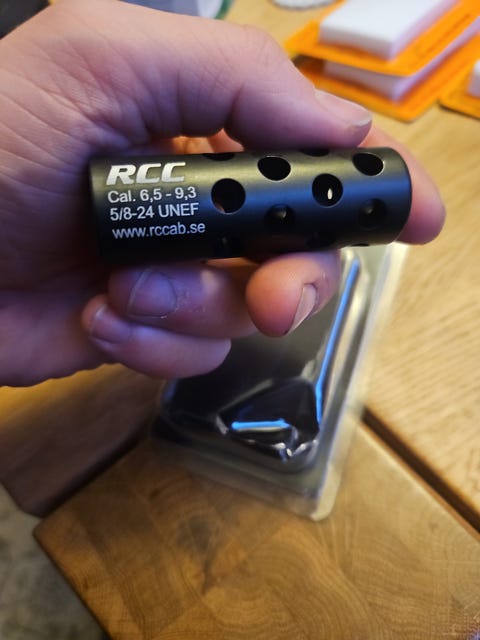 RCC
Cal. 6,5 - 9,3
5/8-24 UNEF
www.rccab.se